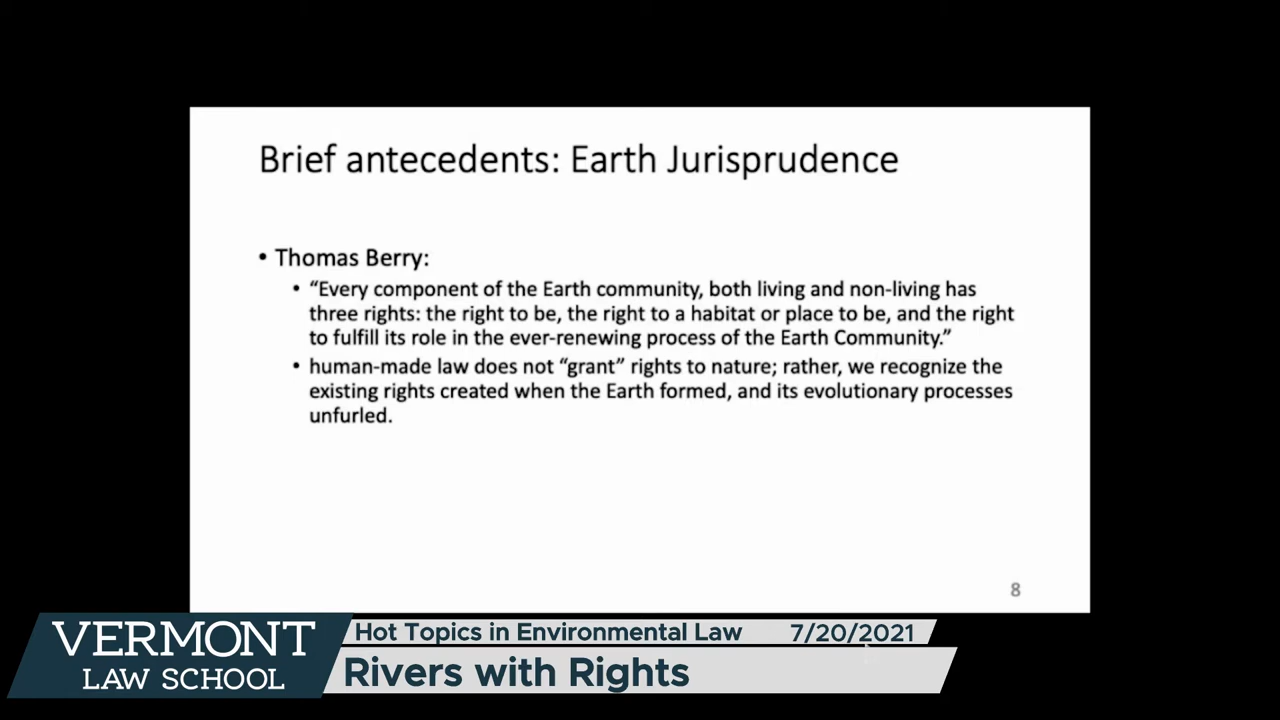 Brief antecedents: Earth Jurisprudence
• Thomas Berry:
• “Every component of the Earth community, both living and non-living has
three rights: the right to be, the right to a habitat or place to be, and the right
to fulfill its role in the ever-renewing process of the Earth Community.”
• human-made law does not “grant” rights to nature; rather, we recognize the
existing rights created when the Earth formed, and its evolutionary processes
unfurled.
8
VERMONT
LAW SCHOOL
Hot Topics in Environmental Law 7/20/2021
Rivers with Rights